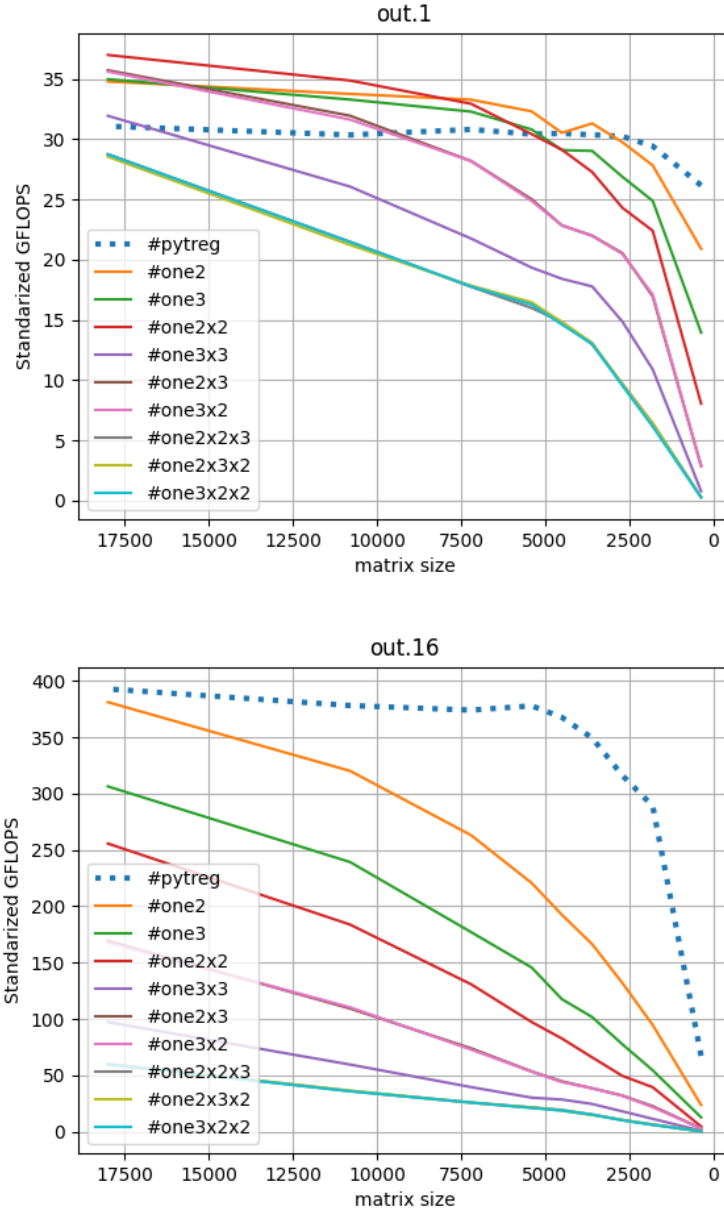 out.1
Standarized GFLOPS
35
30
25
20
15
10
5
0
#pytreg
#one2
#one3
#one2x2
#one3x3
#one2x3
#one3x2
#one2x2x3
#one2x3x2
#one3x2x2
17500 15000 12500 10000 7500 5000 2500 0
matrix size
out.16
Standarized GFLOPS
400
350
300
250
200
150
100
50
0
#pytreg
#one2
#one3
#one2x2
#one3x3
#one2x3
#one3x2
#one2x2x3
#one2x3x2
#one3x2x2
17500 15000 12500 10000 7500 5000 2500 0
matrix size